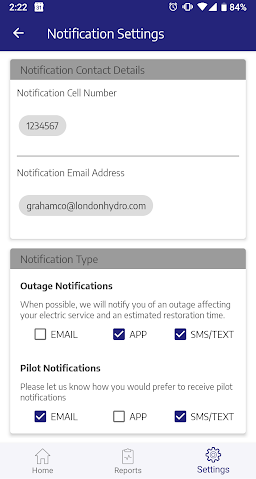 2:22 31 84%
Notification Settings
Notification Contact Details
Notification Cell Number
1234567
Notification Email Address
grahamco@londonhydro.com
Notification Type
Outage Notifications
When possible, we will notify you of an outage affecting
your electric service and an estimated restoration time.
EMAIL APP SMS/TEXT
Pilot Notifications
Please let us know how you would prefer to receive pilot
notifications
EMAIL APP SMS/TEXT
Home Reports Settings